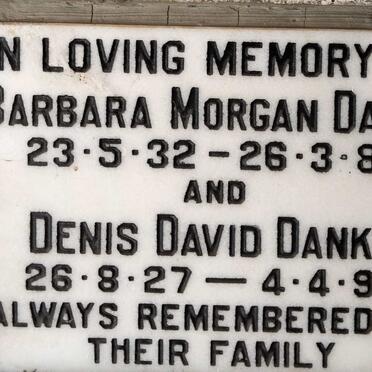 IN LOVING MEMORY
BARBARA MORGAN
23·5·32 – 26·3·8
AND
DENIS DAVID DANK
26·8·27 — 4·4·9
ALWAYS REMEMBERED
THEIR FAMILY